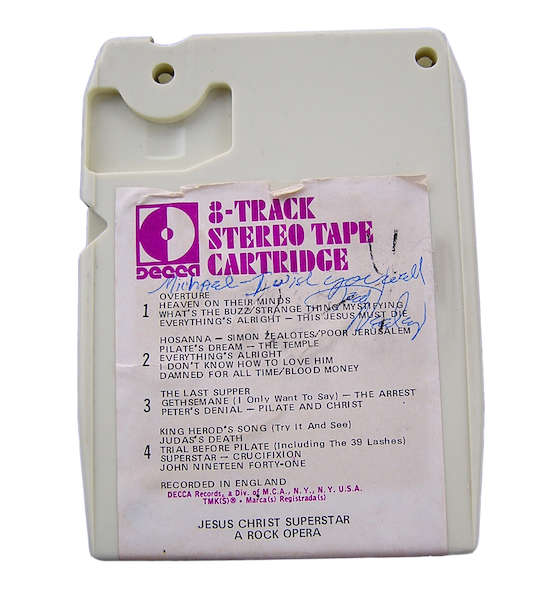 DECCA
8-TRACK
STEREO TAPE
CARTRIDGE
Michael - I wish you well
Ted Neeley
1
OVERTURE
HEAVEN ON THEIR MINDS
WHAT'S THE BUZZ/STRANGE THING MYSTIFYING
EVERYTHING'S ALRIGHT — THIS JESUS MUST DIE
2
HOSANNA — SIMON ZEALOTES/POOR JERUSALEM
PILATE'S DREAM — THE TEMPLE
EVERYTHING'S ALRIGHT
I DON'T KNOW HOW TO LOVE HIM
DAMNED FOR ALL TIME/BLOOD MONEY
3
THE LAST SUPPER
GETHSEMANE (I Only Want To Say) — THE ARREST
PETER'S DENIAL — PILATE AND CHRIST
4
KING HEROD'S SONG (Try It And See)
JUDAS'S DEATH
TRIAL BEFORE PILATE (Including The 39 Lashes)
SUPERSTAR — CRUCIFIXION
JOHN NINETEEN FORTY-ONE
RECORDED IN ENGLAND
DECCA Records, a Div. of M.C.A., N.Y., N.Y. U.S.A.
TMK(S)® • Marca(s) Registrada(s)
JESUS CHRIST SUPERSTAR
A ROCK OPERA